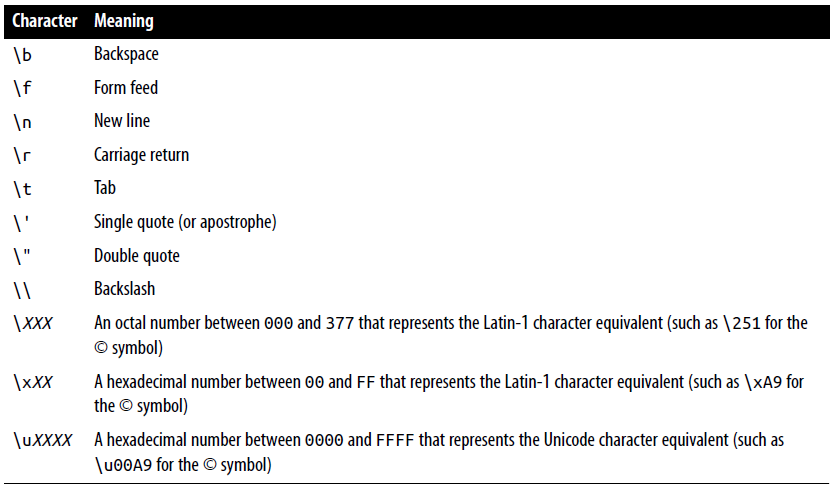 Character Meaning
\b Backspace
\f Form feed
\n New line
\r Carriage return
\t Tab
\' Single quote (or apostrophe)
\" Double quote
\\ Backslash
\XXX An octal number between 000 and 377 that represents the Latin-1 character equivalent (such as \251 for the
© symbol)
\xXX A hexadecimal number between 00 and FF that represents the Latin-1 character equivalent (such as \xA9 for
the © symbol)
\uXXXX A hexadecimal number between 0000 and FFFF that represents the Unicode character equivalent (such as
\u00A9 for the © symbol)